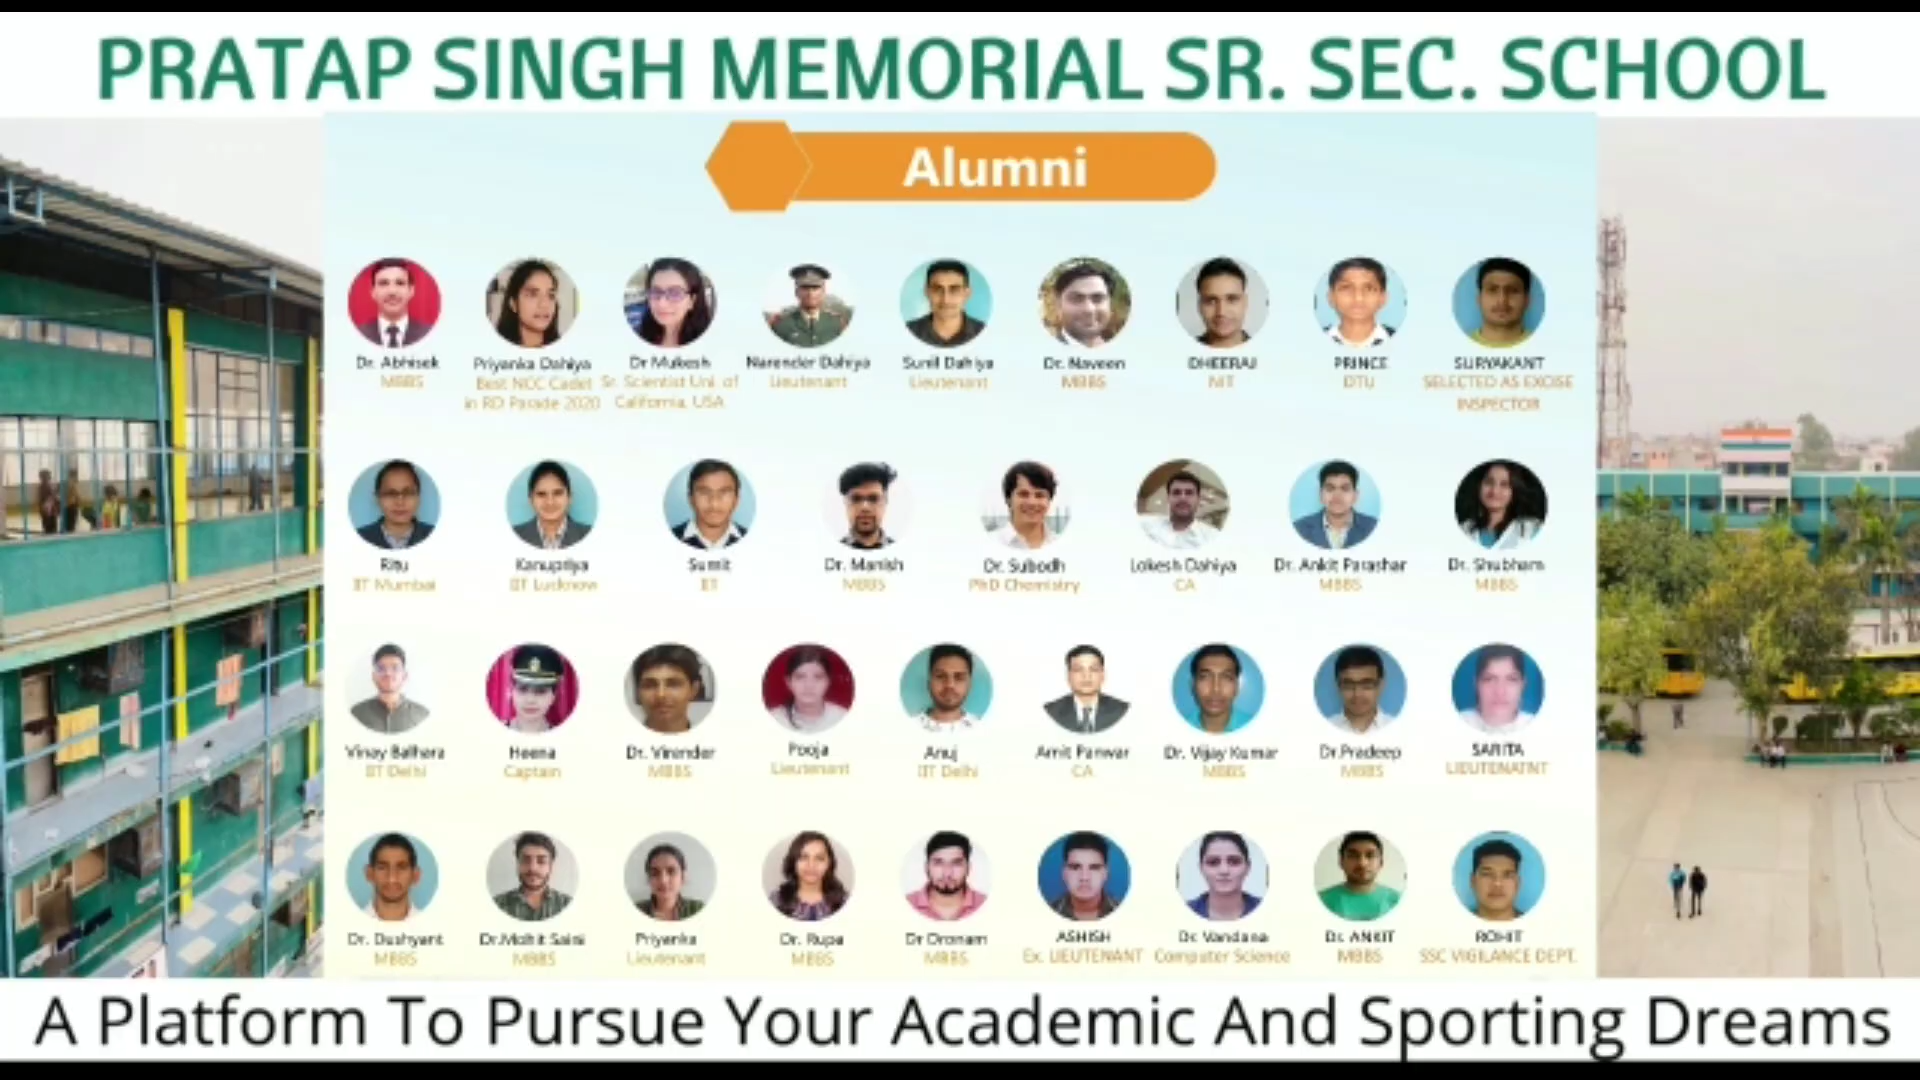 PRATAP SINGH MEMORIAL SR. SEC. SCHOOL
Alumni
Dr. Abhisek
MBBS
Priyanka Dahiya
Best NCC Cadet
in RD Parade 2020
Dr Mukesh
Sr. Scientist Uni. of
California, USA
Narender Dahiya
Lieutenant
Sunil Dahiya
Lieutenant
Dr. Naveen
MBBS
DHEERAJ
NIT
PRINCE
DTU
SURYAKANT
SELECTED AS EXCISE
INSPECTOR
Ritu
IIT Mumbai
Kanupriya
IIT Lucknow
Sumit
IIT
Dr. Manish
MBBS
Dr. Subodh
PhD Chemistry
Lokesh Dahiya
CA
Dr. Ankit Parashar
MBBS
Dr. Shubham
MBBS
Vinay Balhara
IIT Delhi
Heena
Captain
Dr. Virender
MBBS
Pooja
Lieutenant
Anuj
IIT Delhi
Amit Panwar
CA
Dr. Vijay Kumar
MBBS
Dr.Pradeep
MBBS
SARITA
LIEUTENATNT
Dr. Dushyant
MBBS
Dr.Mohit Saini
MBBS
Priyanka
Lieutenant
Dr. Rupa
MBBS
Dr Dronam
MBBS
ASHISH
Ex. LIEUTENANT
Dr. Vandana
Computer Science
Dr. ANKIT
MBBS
ROHIT
SSC VIGILANCE DEPT.
A Platform To Pursue Your Academic And Sporting Dreams